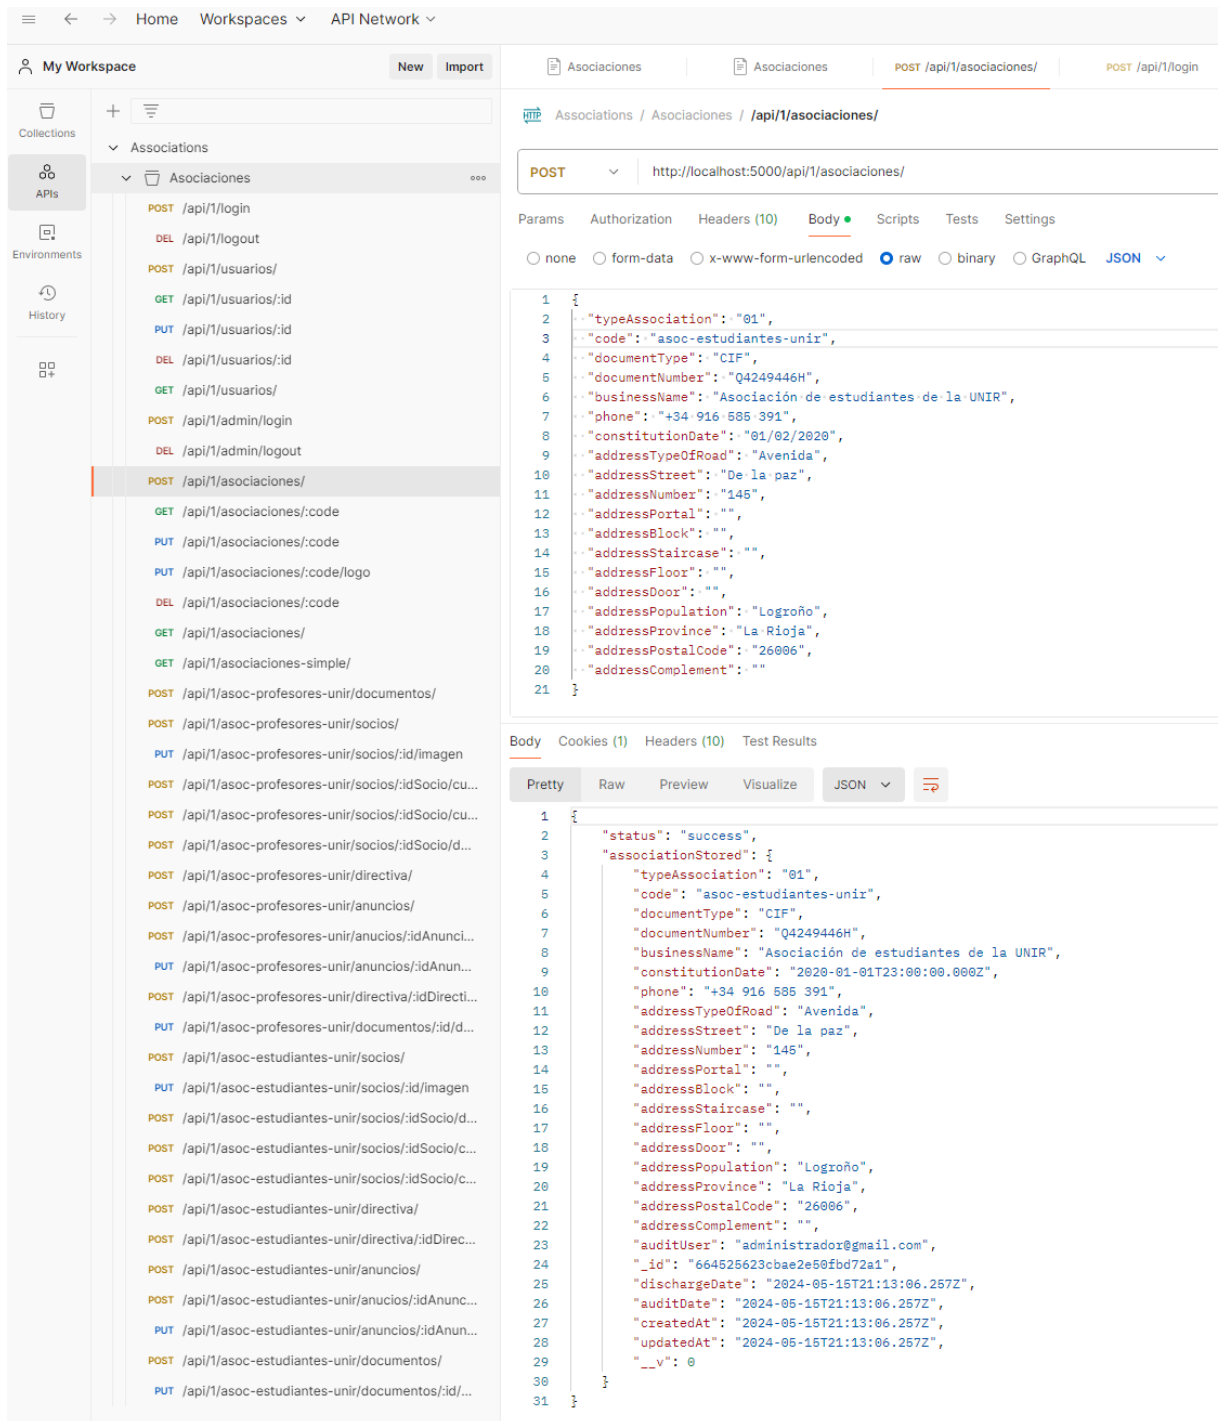 Home Workspaces API Network
My Workspace New Import
Collections
APIs
Environments
History
Associations
Asociaciones
POST /api/1/login
DEL /api/1/logout
POST /api/1/usuarios/
GET /api/1/usuarios/:id
PUT /api/1/usuarios/:id
DEL /api/1/usuarios/:id
GET /api/1/usuarios/
POST /api/1/admin/login
DEL /api/1/admin/logout
POST /api/1/asociaciones/
GET /api/1/asociaciones/:code
PUT /api/1/asociaciones/:code
PUT /api/1/asociaciones/:code/logo
DEL /api/1/asociaciones/:code
GET /api/1/asociaciones/
GET /api/1/asociaciones-simple/
POST /api/1/asoc-profesores-unir/documentos/
POST /api/1/asoc-profesores-unir/socios/
PUT /api/1/asoc-profesores-unir/socios/:id/imagen
POST /api/1/asoc-profesores-unir/socios/:idSocio/cu...
POST /api/1/asoc-profesores-unir/socios/:idSocio/cu...
POST /api/1/asoc-profesores-unir/socios/:idSocio/d...
POST /api/1/asoc-profesores-unir/directiva/
POST /api/1/asoc-profesores-unir/anuncios/
POST /api/1/asoc-profesores-unir/anucios/:idAnunci...
PUT /api/1/asoc-profesores-unir/anuncios/:idAnun...
POST /api/1/asoc-profesores-unir/directiva/:idDirecti...
PUT /api/1/asoc-profesores-unir/documentos/:id/d...
POST /api/1/asoc-estudiantes-unir/socios/
PUT /api/1/asoc-estudiantes-unir/socios/:id/imagen
POST /api/1/asoc-estudiantes-unir/socios/:idSocio/d...
POST /api/1/asoc-estudiantes-unir/socios/:idSocio/c...
POST /api/1/asoc-estudiantes-unir/socios/:idSocio/c...
POST /api/1/asoc-estudiantes-unir/directiva/
POST /api/1/asoc-estudiantes-unir/directiva/:idDirec...
POST /api/1/asoc-estudiantes-unir/anuncios/
POST /api/1/asoc-estudiantes-unir/anucios/:idAnunc...
PUT /api/1/asoc-estudiantes-unir/anuncios/:idAnun...
POST /api/1/asoc-estudiantes-unir/documentos/
PUT /api/1/asoc-estudiantes-unir/documentos/:id/...
Asociaciones Asociaciones POST /api/1/asociaciones/ POST /api/1/login
HTTP Associations / Asociaciones / /api/1/asociaciones/
POST http://localhost:5000/api/1/asociaciones/
Params Authorization Headers (10) Body Scripts Tests Settings
none form-data x-www-form-urlencoded raw binary GraphQL JSON
1 {
2 "typeAssociation": "01",
3 "code": "asoc-estudiantes-unir",
4 "documentType": "CIF",
5 "documentNumber": "Q4249446H",
6 "businessName": "Asociación de estudiantes de la UNIR",
7 "phone": "+34 916 585 391",
8 "constitutionDate": "01/02/2020",
9 "addressTypeOfRoad": "Avenida",
10 "addressStreet": "De la paz",
11 "addressNumber": "145",
12 "addressPortal": "",
13 "addressBlock": "",
14 "addressStaircase": "",
15 "addressFloor": "",
16 "addressDoor": "",
17 "addressPopulation": "Logroño",
18 "addressProvince": "La Rioja",
19 "addressPostalCode": "26006",
20 "addressComplement": ""
21 }
Body Cookies (1) Headers (10) Test Results
Pretty Raw Preview Visualize JSON
1 {
2 "status": "success",
3 "associationStored": {
4 "typeAssociation": "01",
5 "code": "asoc-estudiantes-unir",
6 "documentType": "CIF",
7 "documentNumber": "Q4249446H",
8 "businessName": "Asociación de estudiantes de la UNIR",
9 "constitutionDate": "2020-01-01T23:00:00.000Z",
10 "phone": "+34 916 585 391",
11 "addressTypeOfRoad": "Avenida",
12 "addressStreet": "De la paz",
13 "addressNumber": "145",
14 "addressPortal": "",
15 "addressBlock": "",
16 "addressStaircase": "",
17 "addressFloor": "",
18 "addressDoor": "",
19 "addressPopulation": "Logroño",
20 "addressProvince": "La Rioja",
21 "addressPostalCode": "26006",
22 "addressComplement": "",
23 "auditUser": "administrador@gmail.com",
24 "_id": "664525623cbae2e50fbd72a1",
25 "dischargeDate": "2024-05-15T21:13:06.257Z",
26 "auditDate": "2024-05-15T21:13:06.257Z",
27 "createdAt": "2024-05-15T21:13:06.257Z",
28 "updatedAt": "2024-05-15T21:13:06.257Z",
29 "__v": 0
30 }
31 }